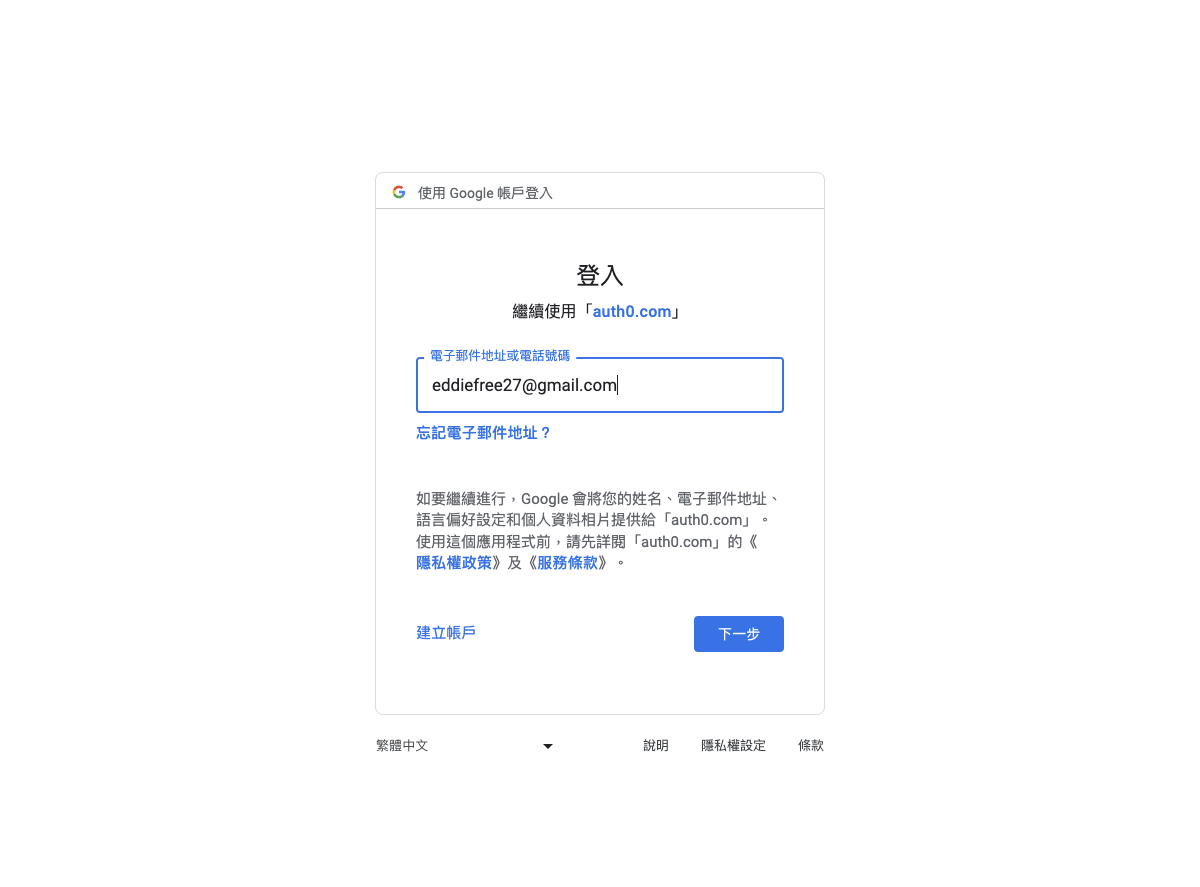 使用 Google 帳戶登入
登入
繼續使用「auth0.com」
電子郵件地址或電話號碼
eddiefree27@gmail.com
忘記電子郵件地址？
如要繼續進行，Google 會將您的姓名、電子郵件地址、
語言偏好設定和個人資料相片提供給「auth0.com」。
使用這個應用程式前，請先詳閱「auth0.com」的《
隱私權政策》及《服務條款》。
建立帳戶
下一步
繁體中文
說明
隱私權設定
條款